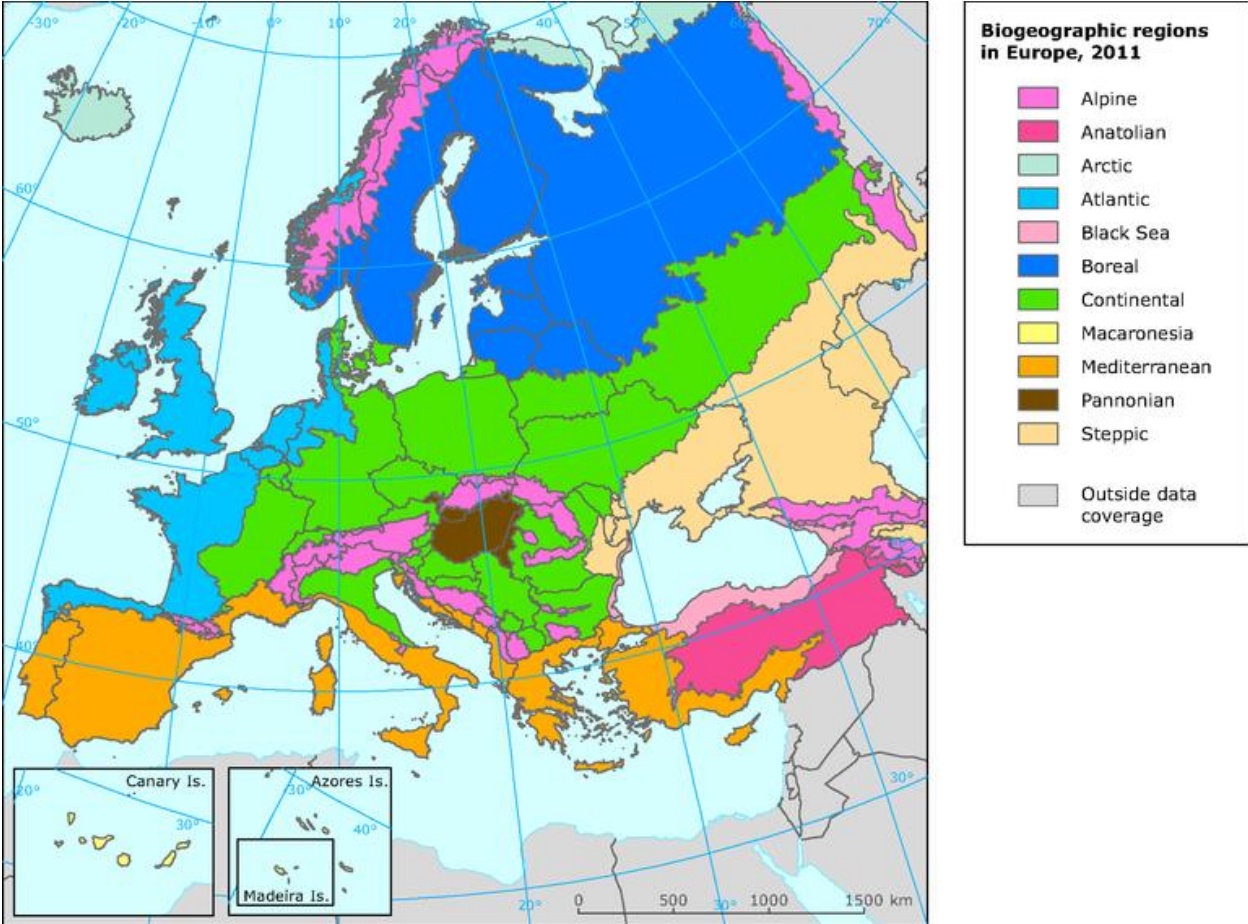 -30°
-20°
-10°
0°
10°
20°
30°
40°
50°
60°
70°
60°
50°
40°
50°
40°
30°
Canary Is.
20°
30°
Azores Is.
-30°
40°
Madeira Is.
20°
30°
0 500 1000 1500 km
Biogeographic regions
in Europe, 2011
Alpine
Anatolian
Arctic
Atlantic
Black Sea
Boreal
Continental
Macaronesia
Mediterranean
Pannonian
Steppic
Outside data
coverage